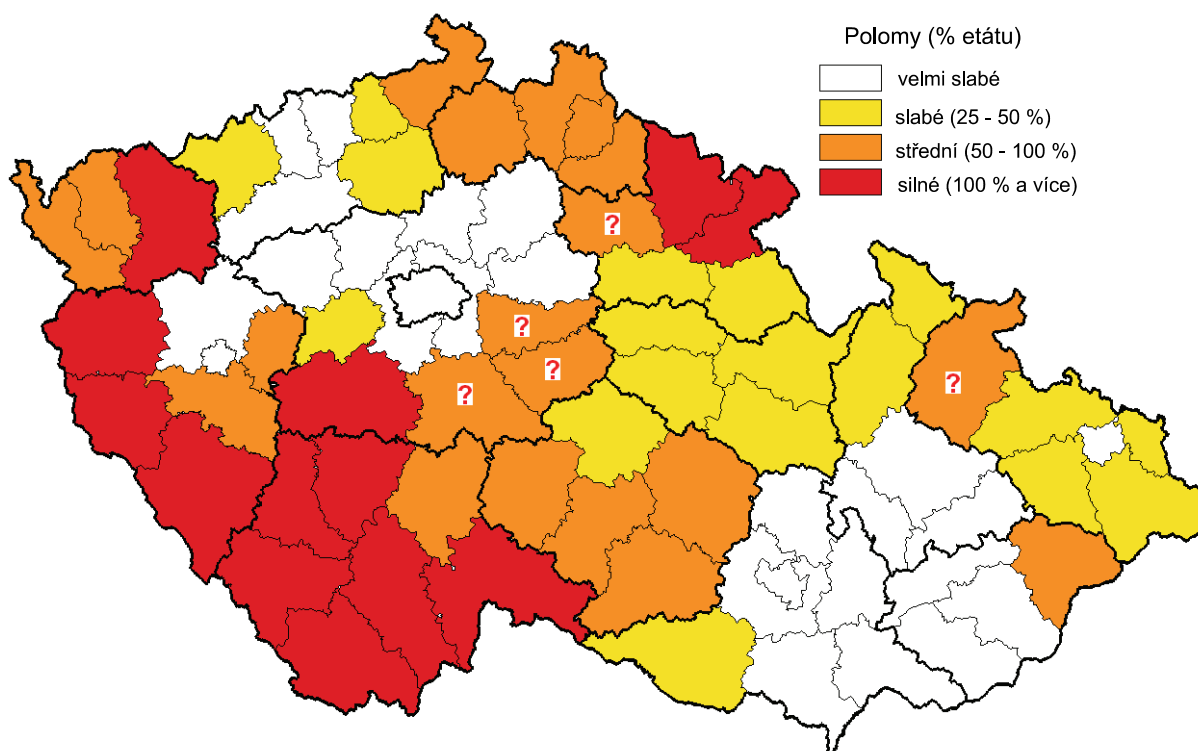 Polomy (% etátu)
velmi slabé
slabé (25 - 50 %)
střední (50 - 100 %)
silné (100 % a více)
?
?
?
?
?